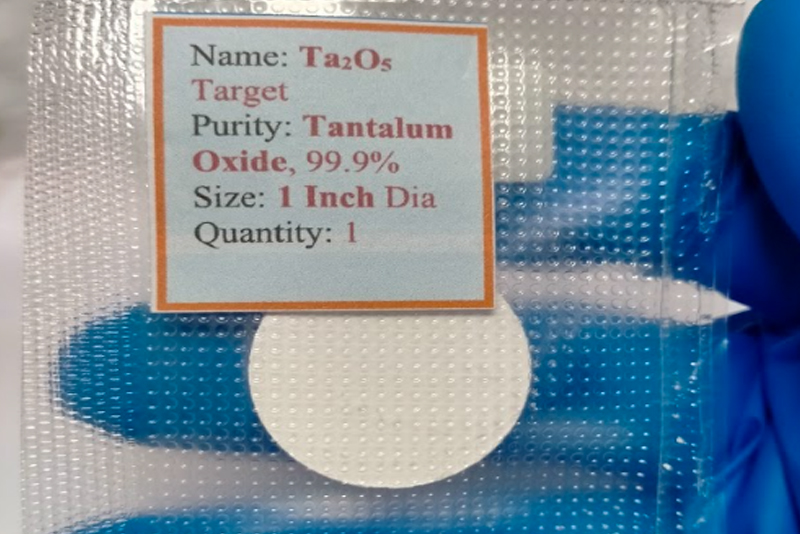 Name: Ta₂O₅
Target
Purity: Tantalum
Oxide, 99.9%
Size: 1 Inch Dia
Quantity: 1